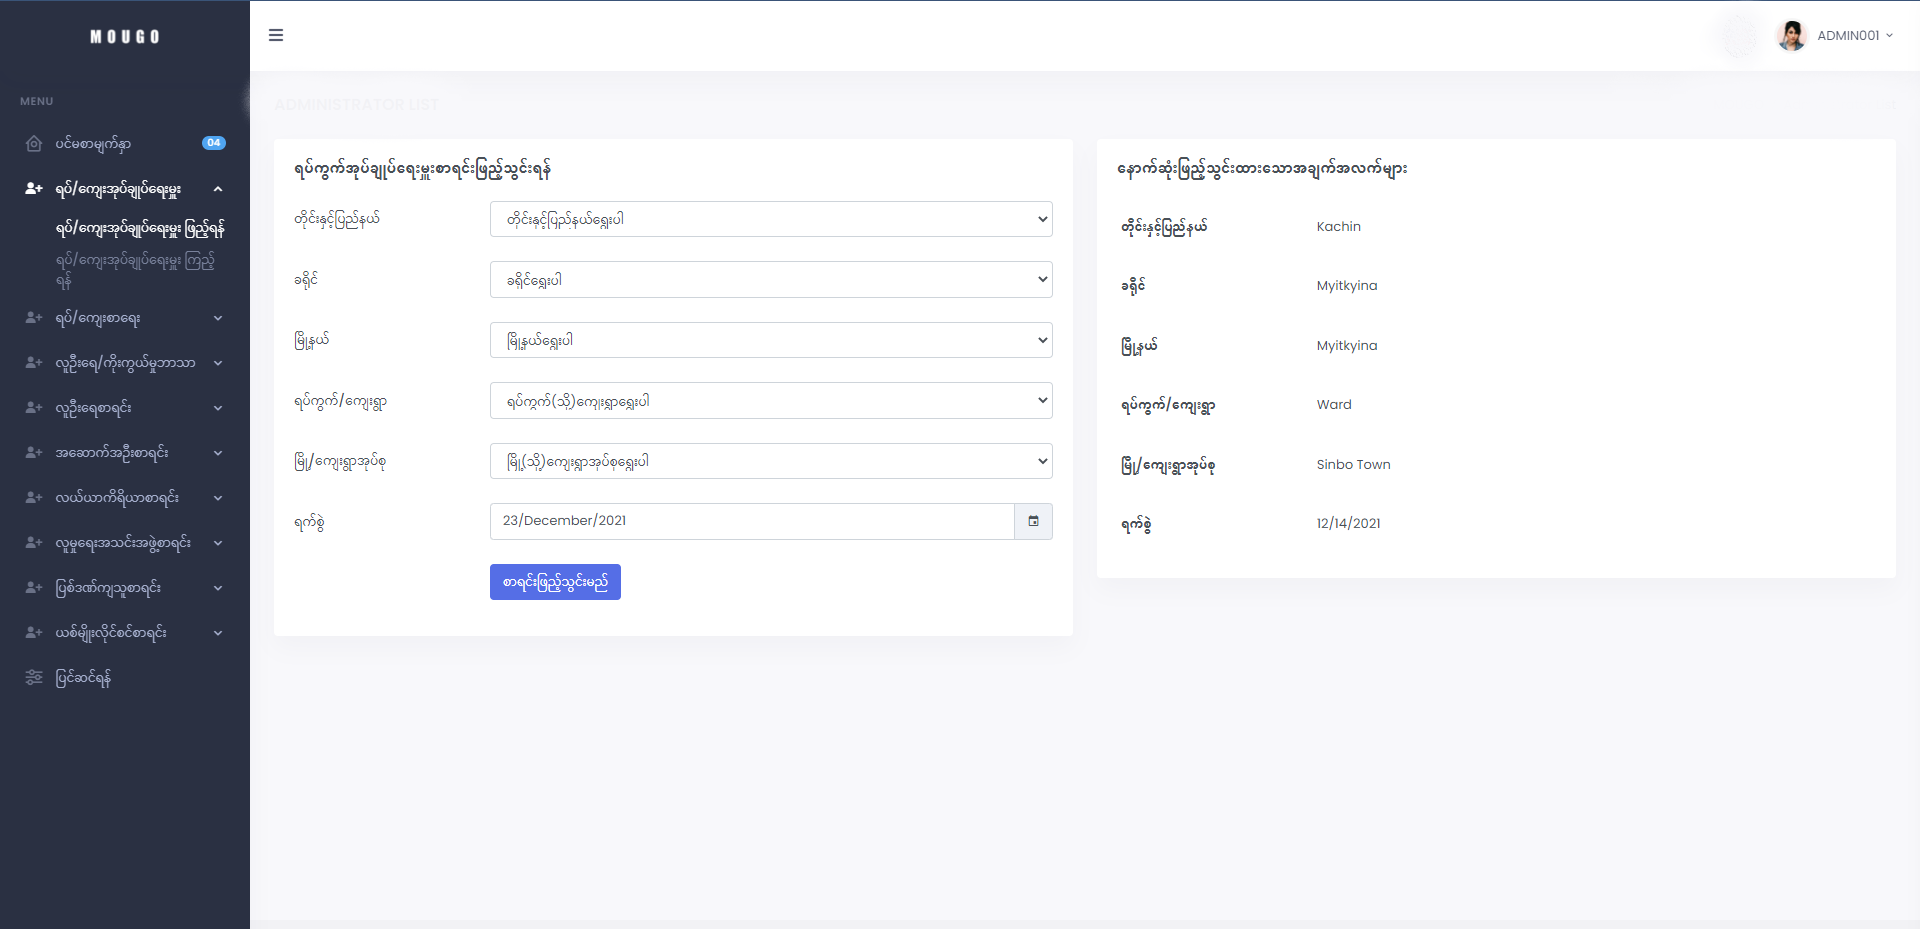 MOUGO
ADMIN001
MENU
ပင်မစာမျက်နှာ
04
ရပ်/ကျေးအုပ်ချုပ်ရေးမှူး
ရပ်/ကျေးအုပ်ချုပ်ရေးမှူး ဖြည့်ရန်
ရပ်/ကျေးအုပ်ချုပ်ရေးမှူး ကြည့်
ရန်
ရပ်/ကျေးစာရေး
လူဦးရေ/ကိုးကွယ်မှုဘာသာ
လူဦးရေစာရင်း
အဆောက်အဦးစာရင်း
လယ်ယာကိရိယာစာရင်း
လူမှုရေးအသင်းအဖွဲ့စာရင်း
ပြစ်ဒဏ်ကျသူစာရင်း
ယစ်မျိုးလိုင်စင်စာရင်း
ပြင်ဆင်ရန်
ADMINISTRATOR LIST
ရပ်ကွက်အုပ်ချုပ်ရေးမှူးစာရင်းဖြည့်သွင်းရန်
တိုင်းနှင့်ပြည်နယ်
တိုင်းနှင့်ပြည်နယ်ရွေးပါ
ခရိုင်
ခရိုင်ရွေးပါ
မြို့နယ်
မြို့နယ်ရွေးပါ
ရပ်ကွက်/ကျေးရွာ
ရပ်ကွက်(သို့)ကျေးရွာရွေးပါ
မြို့/ကျေးရွာအုပ်စု
မြို့(သို့)ကျေးရွာအုပ်စုရွေးပါ
ရက်စွဲ
23/December/2021
စာရင်းဖြည့်သွင်းမည်
နောက်ဆုံးဖြည့်သွင်းထားသောအချက်အလက်များ
တိုင်းနှင့်ပြည်နယ်
Kachin
ခရိုင်
Myitkyina
မြို့နယ်
Myitkyina
ရပ်ကွက်/ကျေးရွာ
Ward
မြို့/ကျေးရွာအုပ်စု
Sinbo Town
ရက်စွဲ
12/14/2021